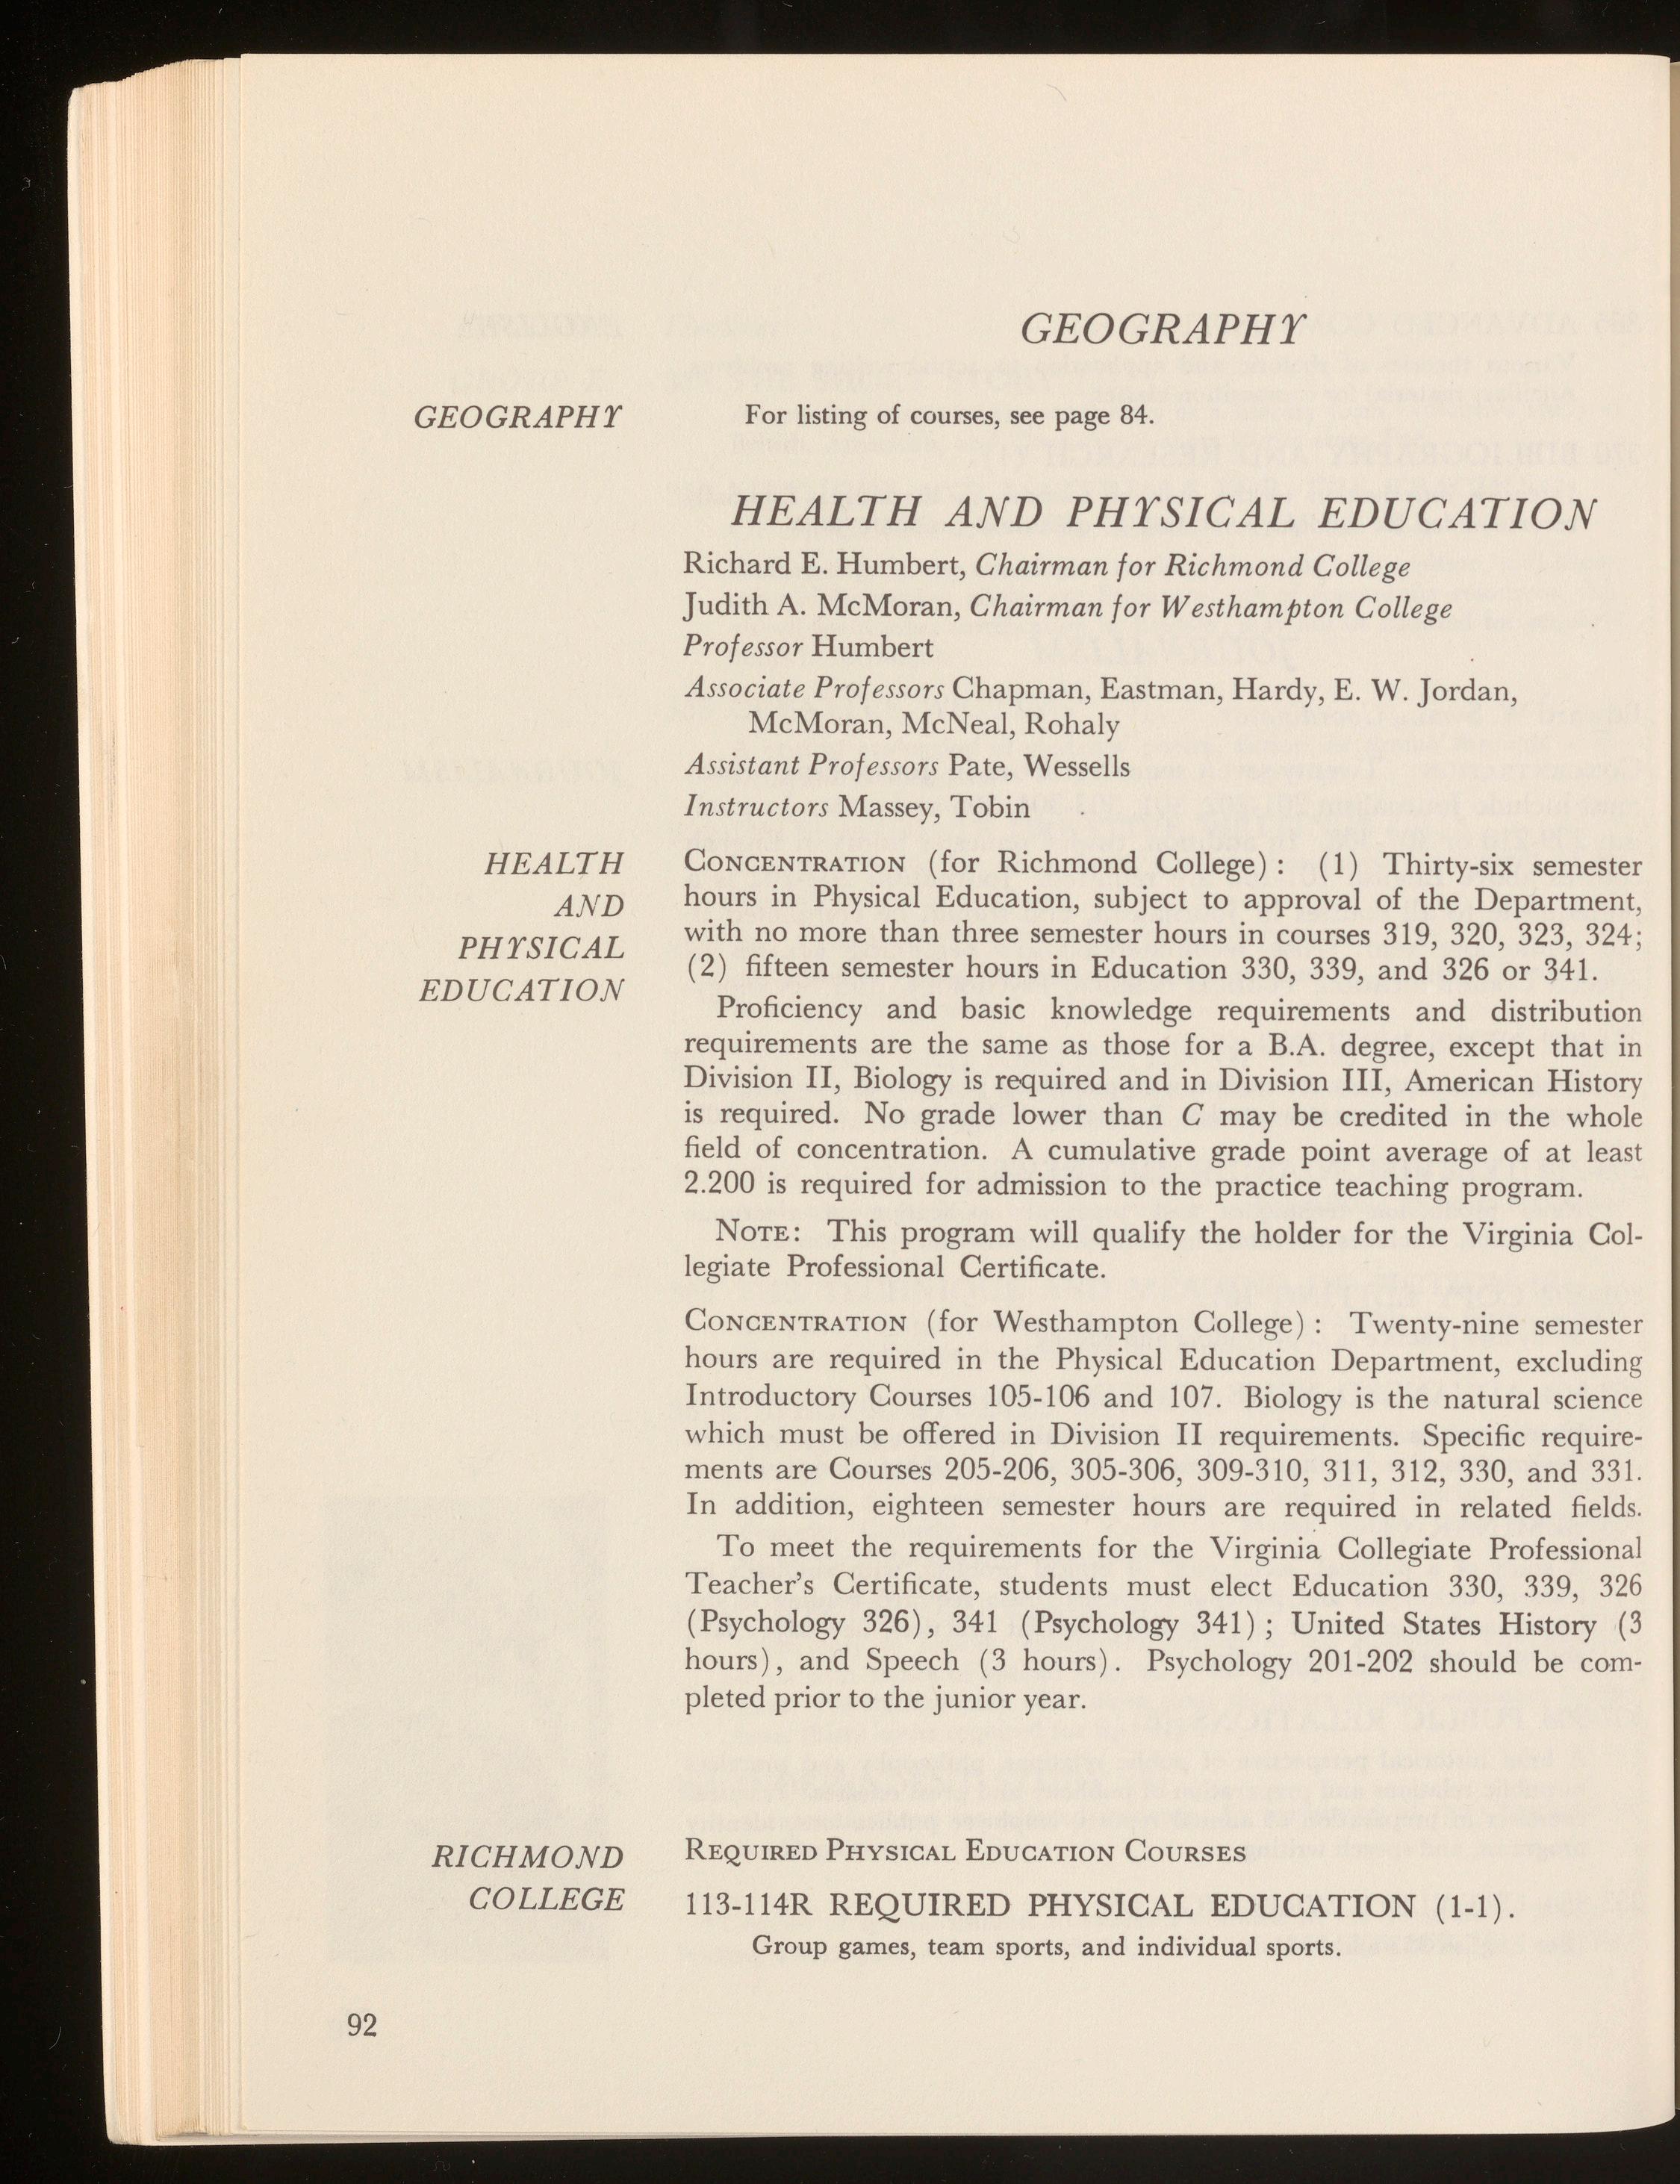 GEOGRAPHY
GEOGRAPHY
For listing of courses, see page 84.
HEALTH AND PHYSICAL EDUCATION
Richard E. Humbert, Chairman for Richmond College
Judith A. McMoran, Chairman for Westhampton College
Professor Humbert
Associate Professors Chapman, Eastman, Hardy, E. W. Jordan,
McMoran, McNeal, Rohaly
Assistant Professors Pate, Wessells
Instructors Massey, Tobin
HEALTH
AND
PHYSICAL
EDUCATION
CONCENTRATION (for Richmond College): (1) Thirty-six semester
hours in Physical Education, subject to approval of the Department,
with no more than three semester hours in courses 319, 320, 323, 324;
(2) fifteen semester hours in Education 330, 339, and 326 or 341.
Proficiency and basic knowledge requirements and distribution
requirements are the same as those for a B.A. degree, except that in
Division II, Biology is required and in Division III, American History
is required. No grade lower than C may be credited in the whole
field of concentration. A cumulative grade point average of at least
2.200 is required for admission to the practice teaching program.
NOTE: This program will qualify the holder for the Virginia Col-
legiate Professional Certificate.
CONCENTRATION (for Westhampton College): Twenty-nine semester
hours are required in the Physical Education Department, excluding
Introductory Courses 105-106 and 107. Biology is the natural science
which must be offered in Division II requirements. Specific require-
ments are Courses 205-206, 305-306, 309-310, 311, 312, 330, and 331.
In addition, eighteen semester hours are required in related fields.
To meet the requirements for the Virginia Collegiate Professional
Teacher's Certificate, students must elect Education 330, 339, 326
(Psychology 326), 341 (Psychology 341); United States History (3
hours), and Speech (3 hours). Psychology 201-202 should be com-
pleted prior to the junior year.
RICHMOND
COLLEGE
REQUIRED PHYSICAL EDUCATION COURSES
113-114R REQUIRED PHYSICAL EDUCATION (1-1).
Group games, team sports, and individual sports.
92